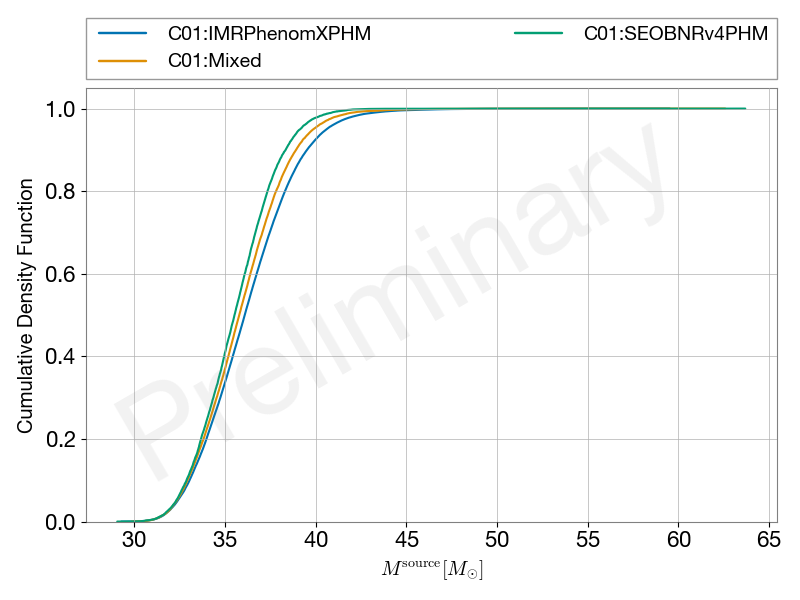 C01:IMRPhenomXPHM
C01:Mixed
C01:SEOBNRv4PHM
1.0
0.8
0.6
0.4
0.2
0.0
Cumulative Density Function
Preliminary
30 35 40 45 50 55 60 65
M^source [M_⊙]